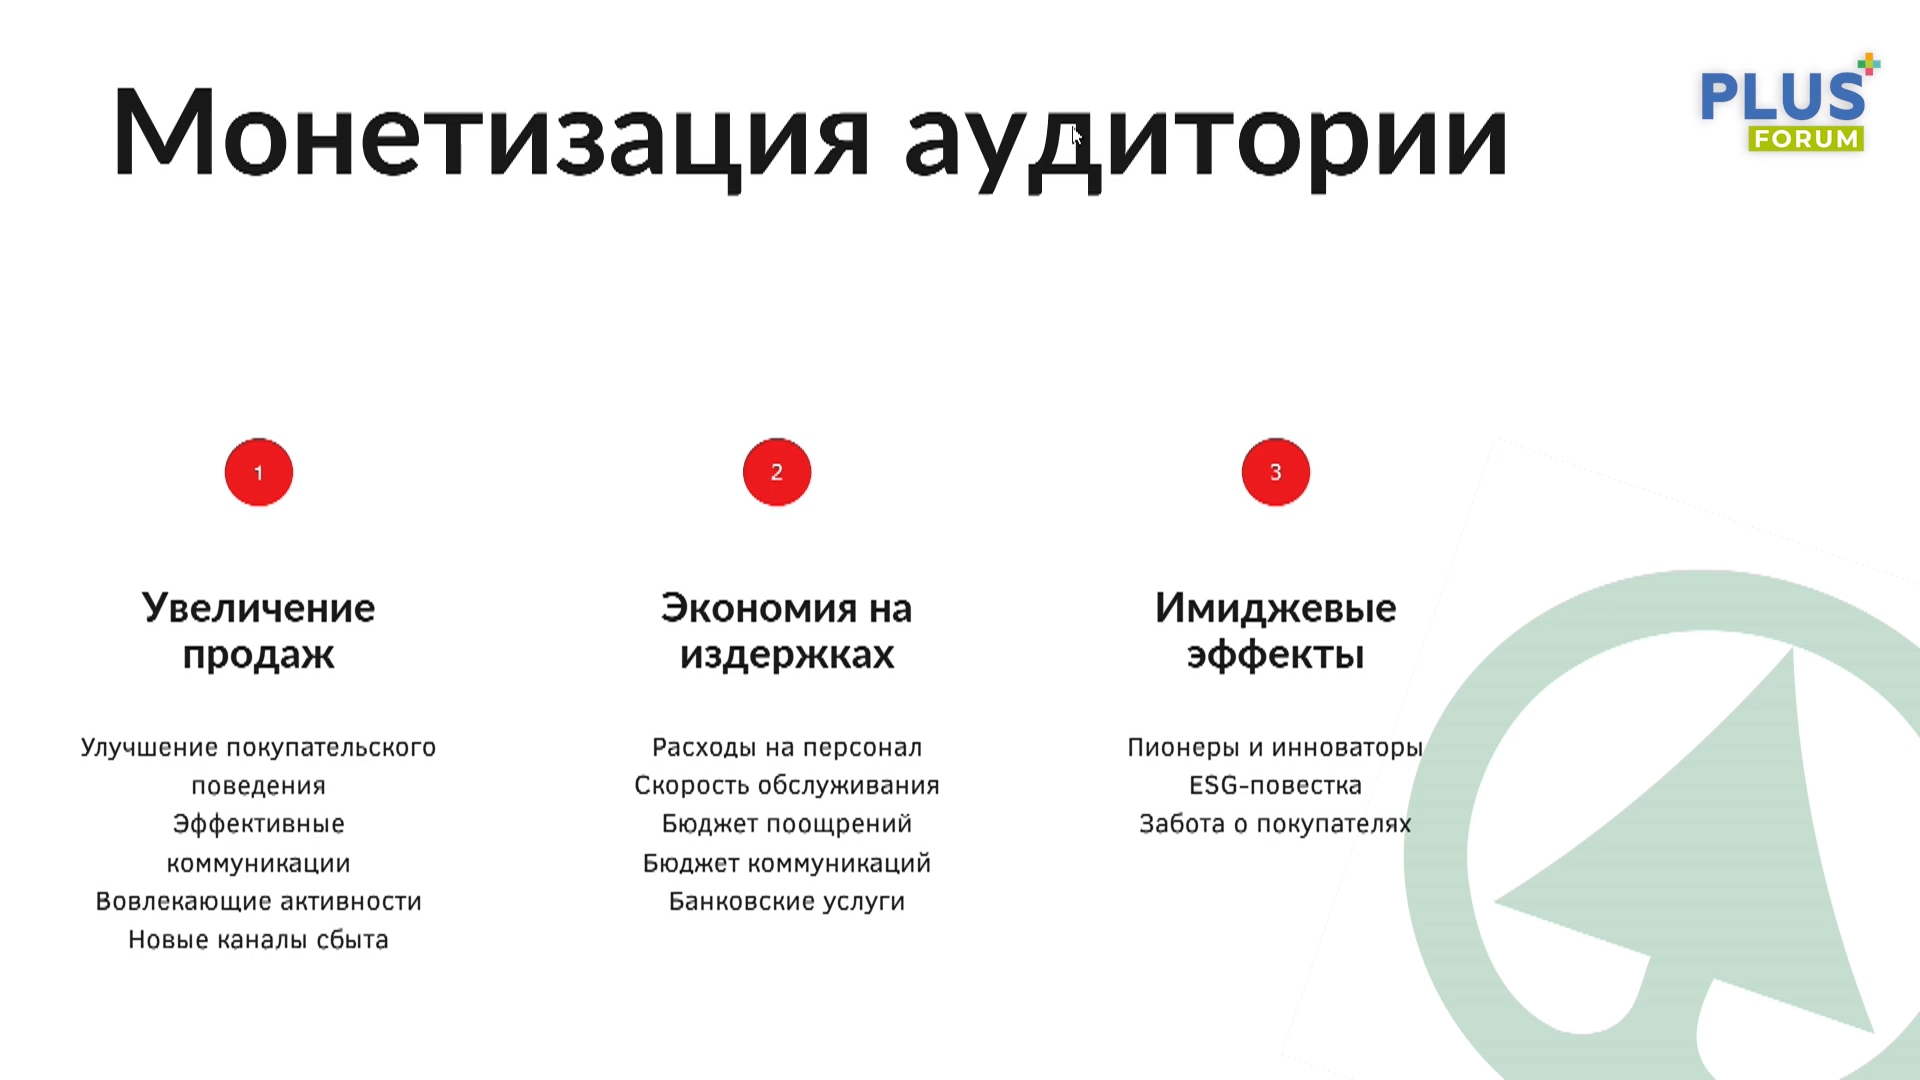 Монетизация аудитории
PLUS
FORUM
1
2
3
Увеличение
продаж
Экономия на
издержках
Имиджевые
эффекты
Улучшение покупательского
поведения
Эффективные
коммуникации
Вовлекающие активности
Новые каналы сбыта
Расходы на персонал
Скорость обслуживания
Бюджет поощрений
Бюджет коммуникаций
Банковские услуги
Пионеры и инноваторы
ESG-повестка
Забота о покупателях